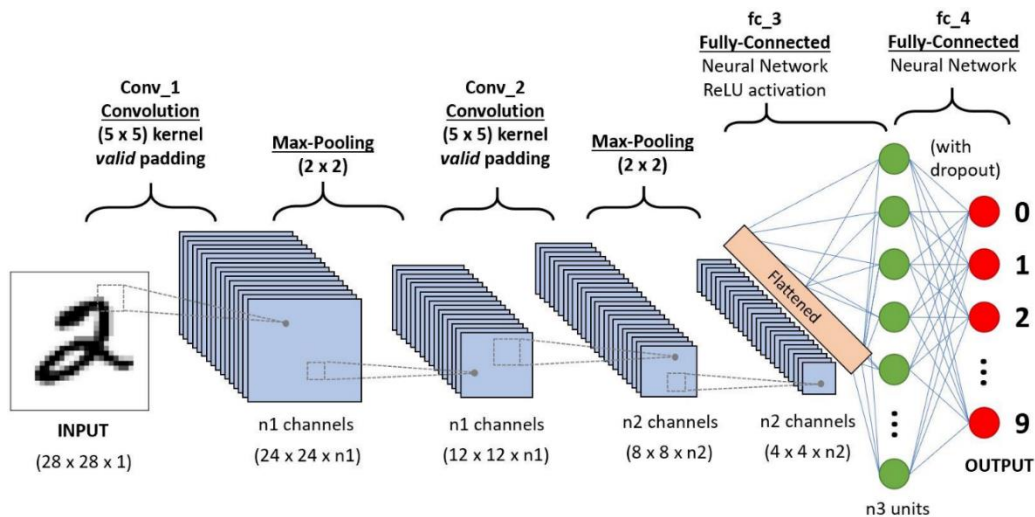 fc_3
Fully-Connected
Neural Network
ReLU activation
fc_4
Fully-Connected
Neural Network
Conv_1
Convolution
(5 x 5) kernel
valid padding
Max-Pooling
(2 x 2)
Conv_2
Convolution
(5 x 5) kernel
valid padding
Max-Pooling
(2 x 2)
(with
dropout)
Flattened
0
1
2
9
2
INPUT
(28 x 28 x 1)
n1 channels
(24 x 24 x n1)
n1 channels
(12 x 12 x n1)
n2 channels
(8 x 8 x n2)
n2 channels
(4 x 4 x n2)
OUTPUT
n3 units